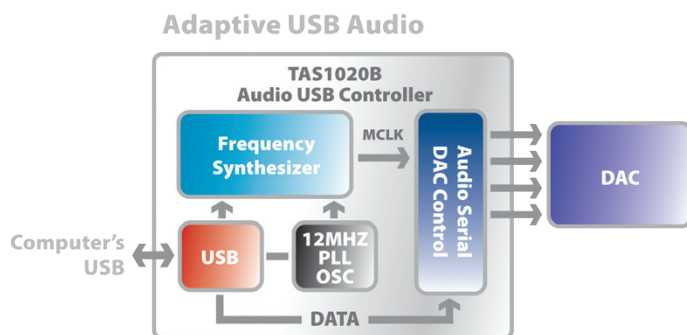 Adaptive USB Audio
TAS1020B
Audio USB Controller
Frequency
Synthesizer
MCLK
Audio Serial
DAC Control
DAC
Computer's
USB
USB
12MHZ
PLL
OSC
DATA